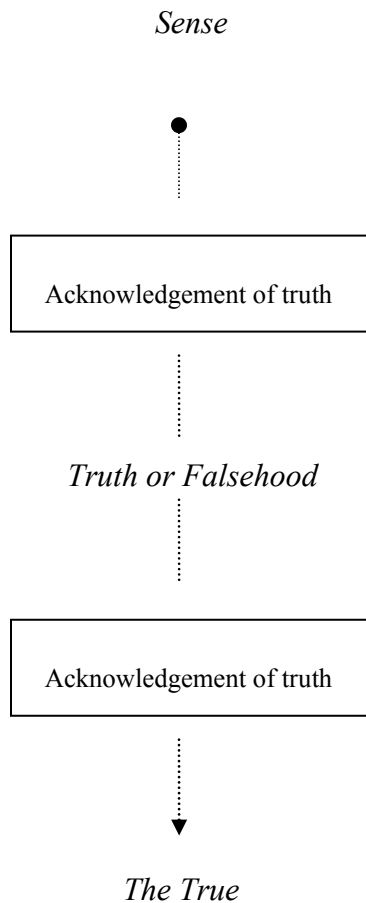 Sense
Acknowledgement of truth
Truth or Falsehood
Acknowledgement of truth
The True